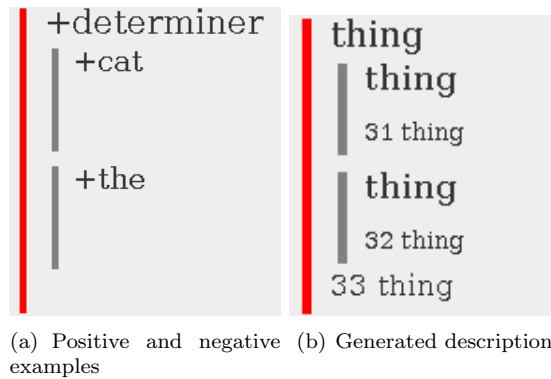 +determiner
+cat
+the
thing
thing
31 thing
thing
32 thing
33 thing
(a) Positive and negative
examples
(b) Generated description